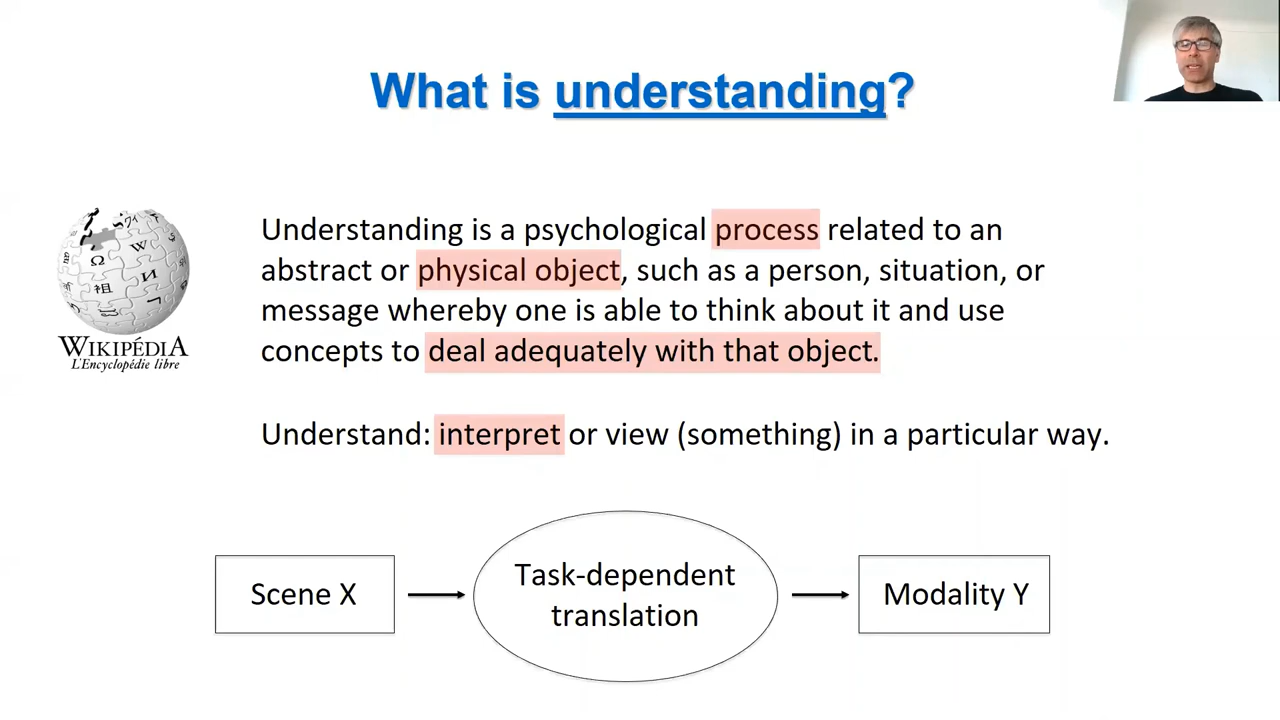 What is understanding?
Understanding is a psychological process related to an
abstract or physical object, such as a person, situation, or
message whereby one is able to think about it and use
concepts to deal adequately with that object.
WIKIPÉDIA
L'Encyclopédie libre
Understand: interpret or view (something) in a particular way.
Scene X
Task-dependent
translation
Modality Y